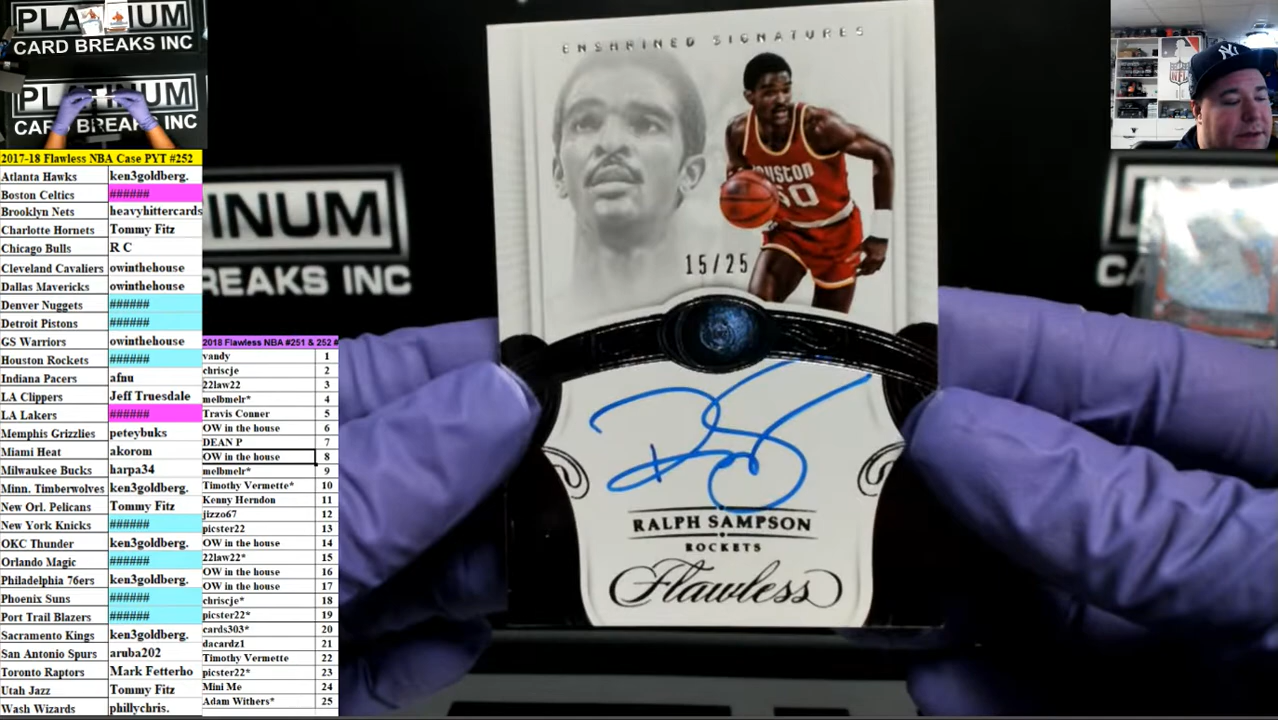 PLATINUM
CARD BREAKS INC
PLATINUM
CARD BREAKS INC
2017-18 Flawless NBA Case PYT #252
Atlanta Hawks ken3goldberg.
Boston Celtics ######
Brooklyn Nets heavyhittercards
Charlotte Hornets Tommy Fitz
Chicago Bulls R C
Cleveland Cavaliers owinthehouse
Dallas Mavericks owinthehouse
Denver Nuggets ######
Detroit Pistons ######
GS Warriors owinthehouse
Houston Rockets ######
Indiana Pacers afnu
LA Clippers Jeff Truesdale
LA Lakers ######
Memphis Grizzlies peteybuks
Miami Heat akorom
Milwaukee Bucks harpa34
Minn. Timberwolves ken3goldberg.
New Orl. Pelicans Tommy Fitz
New York Knicks ######
OKC Thunder ken3goldberg.
Orlando Magic ######
Philadelphia 76ers ken3goldberg.
Phoenix Suns ######
Port Trail Blazers ######
Sacramento Kings ken3goldberg.
San Antonio Spurs aruba202
Toronto Raptors Mark Fetterho
Utah Jazz Tommy Fitz
Wash Wizards phillychris.
2018 Flawless NBA #251 & 252 #
vandy 1
chriscje 2
22law22 3
melbmelr* 4
Travis Conner 5
OW in the house 6
DEAN P 7
OW in the house 8
melbmelr* 9
Timothy Vermette* 10
Kenny Herndon 11
jizzo67 12
picster22 13
OW in the house 14
22law22* 15
OW in the house 16
OW in the house 17
chriscje* 18
picster22* 19
cards303* 20
dacardz1 21
Timothy Vermette 22
picster22* 23
Mini Me 24
Adam Withers* 25
INUM
REAKS INC
ENSHRINED SIGNATURES
HOUSTON
50
15/25
RALPH SAMPSON
ROCKETS
Flawless
CA
NY
NFL